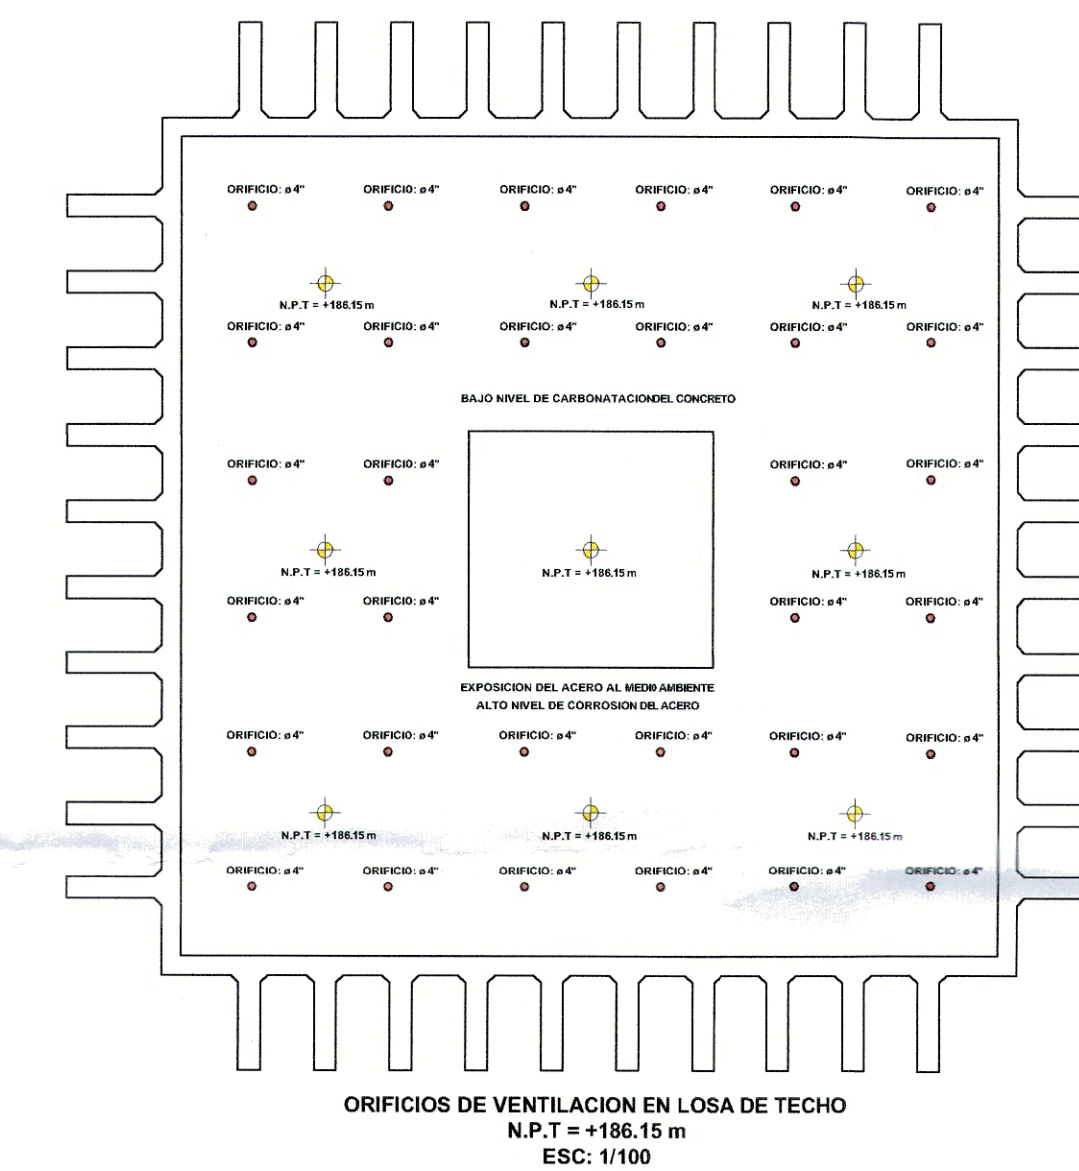 ORIFICIO: ø4" ORIFICIO: ø4" ORIFICIO: ø4" ORIFICIO: ø4" ORIFICIO: ø4" ORIFICIO: ø4"
N.P.T = +186.15 m N.P.T = +186.15 m N.P.T = +186.15 m
ORIFICIO: ø4" ORIFICIO: ø4" ORIFICIO: ø4" ORIFICIO: ø4" ORIFICIO: ø4" ORIFICIO: ø4"
BAJO NIVEL DE CARBONATACION DEL CONCRETO
ORIFICIO: ø4" ORIFICIO: ø4" ORIFICIO: ø4" ORIFICIO: ø4"
N.P.T = +186.15 m N.P.T = +186.15 m N.P.T = +186.15 m
ORIFICIO: ø4" ORIFICIO: ø4" ORIFICIO: ø4" ORIFICIO: ø4"
EXPOSICION DEL ACERO AL MEDIO AMBIENTE
ALTO NIVEL DE CORROSION DEL ACERO
ORIFICIO: ø4" ORIFICIO: ø4" ORIFICIO: ø4" ORIFICIO: ø4" ORIFICIO: ø4" ORIFICIO: ø4"
N.P.T = +186.15 m N.P.T = +186.15 m N.P.T = +186.15 m
ORIFICIO: ø4" ORIFICIO: ø4" ORIFICIO: ø4" ORIFICIO: ø4" ORIFICIO: ø4" ORIFICIO: ø4"
ORIFICIOS DE VENTILACION EN LOSA DE TECHO
N.P.T = +186.15 m
ESC: 1/100